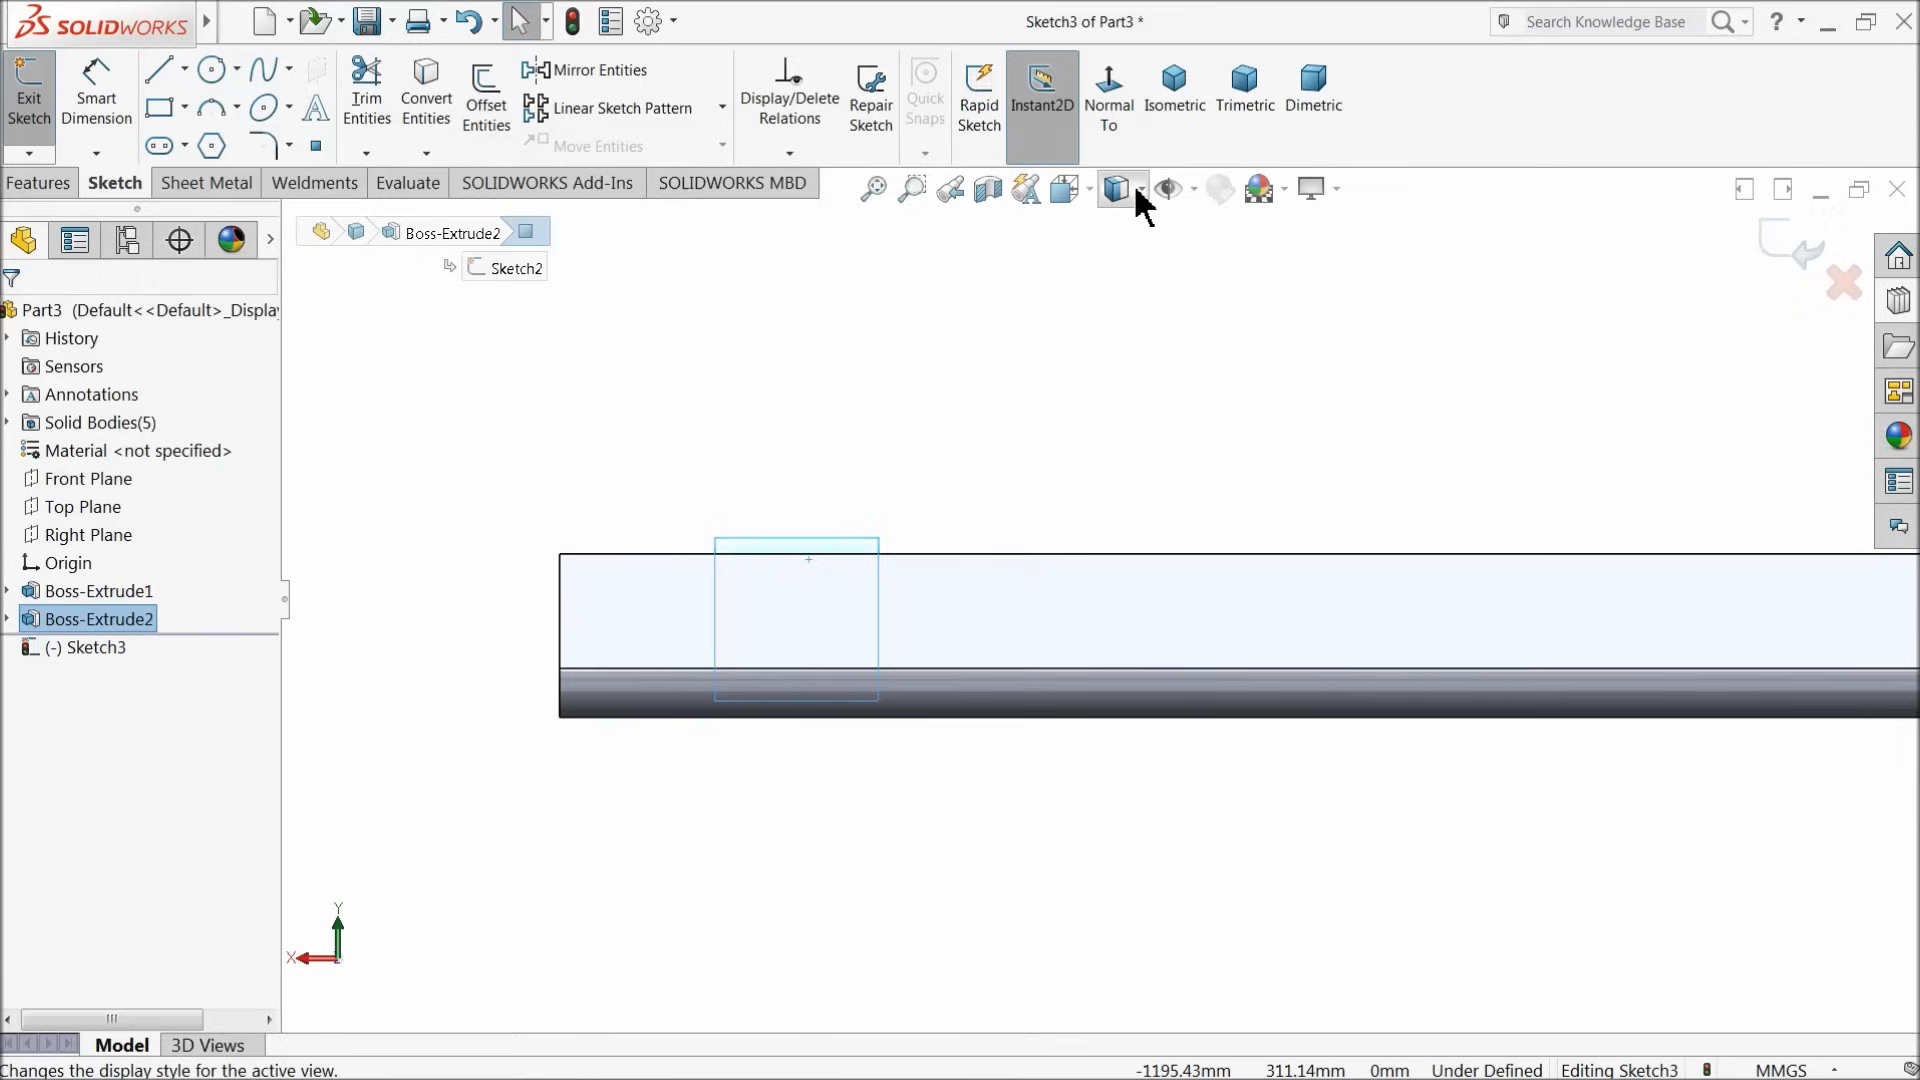 SOLIDWORKS
Sketch3 of Part3 *
Search Knowledge Base
?
Exit Sketch
Smart Dimension
Trim Entities
Convert Entities
Offset Entities
Mirror Entities
Linear Sketch Pattern
Move Entities
Display/Delete Relations
Repair Sketch
Quick Snaps
Rapid Sketch
Instant2D
Normal To
Isometric
Trimetric
Dimetric
Features
Sketch
Sheet Metal
Weldments
Evaluate
SOLIDWORKS Add-Ins
SOLIDWORKS MBD
Boss-Extrude2
Sketch2
Part3 (Default<<Default>_Display
History
Sensors
Annotations
Solid Bodies(5)
Material <not specified>
Front Plane
Top Plane
Right Plane
Origin
Boss-Extrude1
Boss-Extrude2
(-) Sketch3
Y
X
Model
3D Views
Changes the display style for the active view.
-1195.43mm
311.14mm
0mm
Under Defined
Editing Sketch3
MMGS